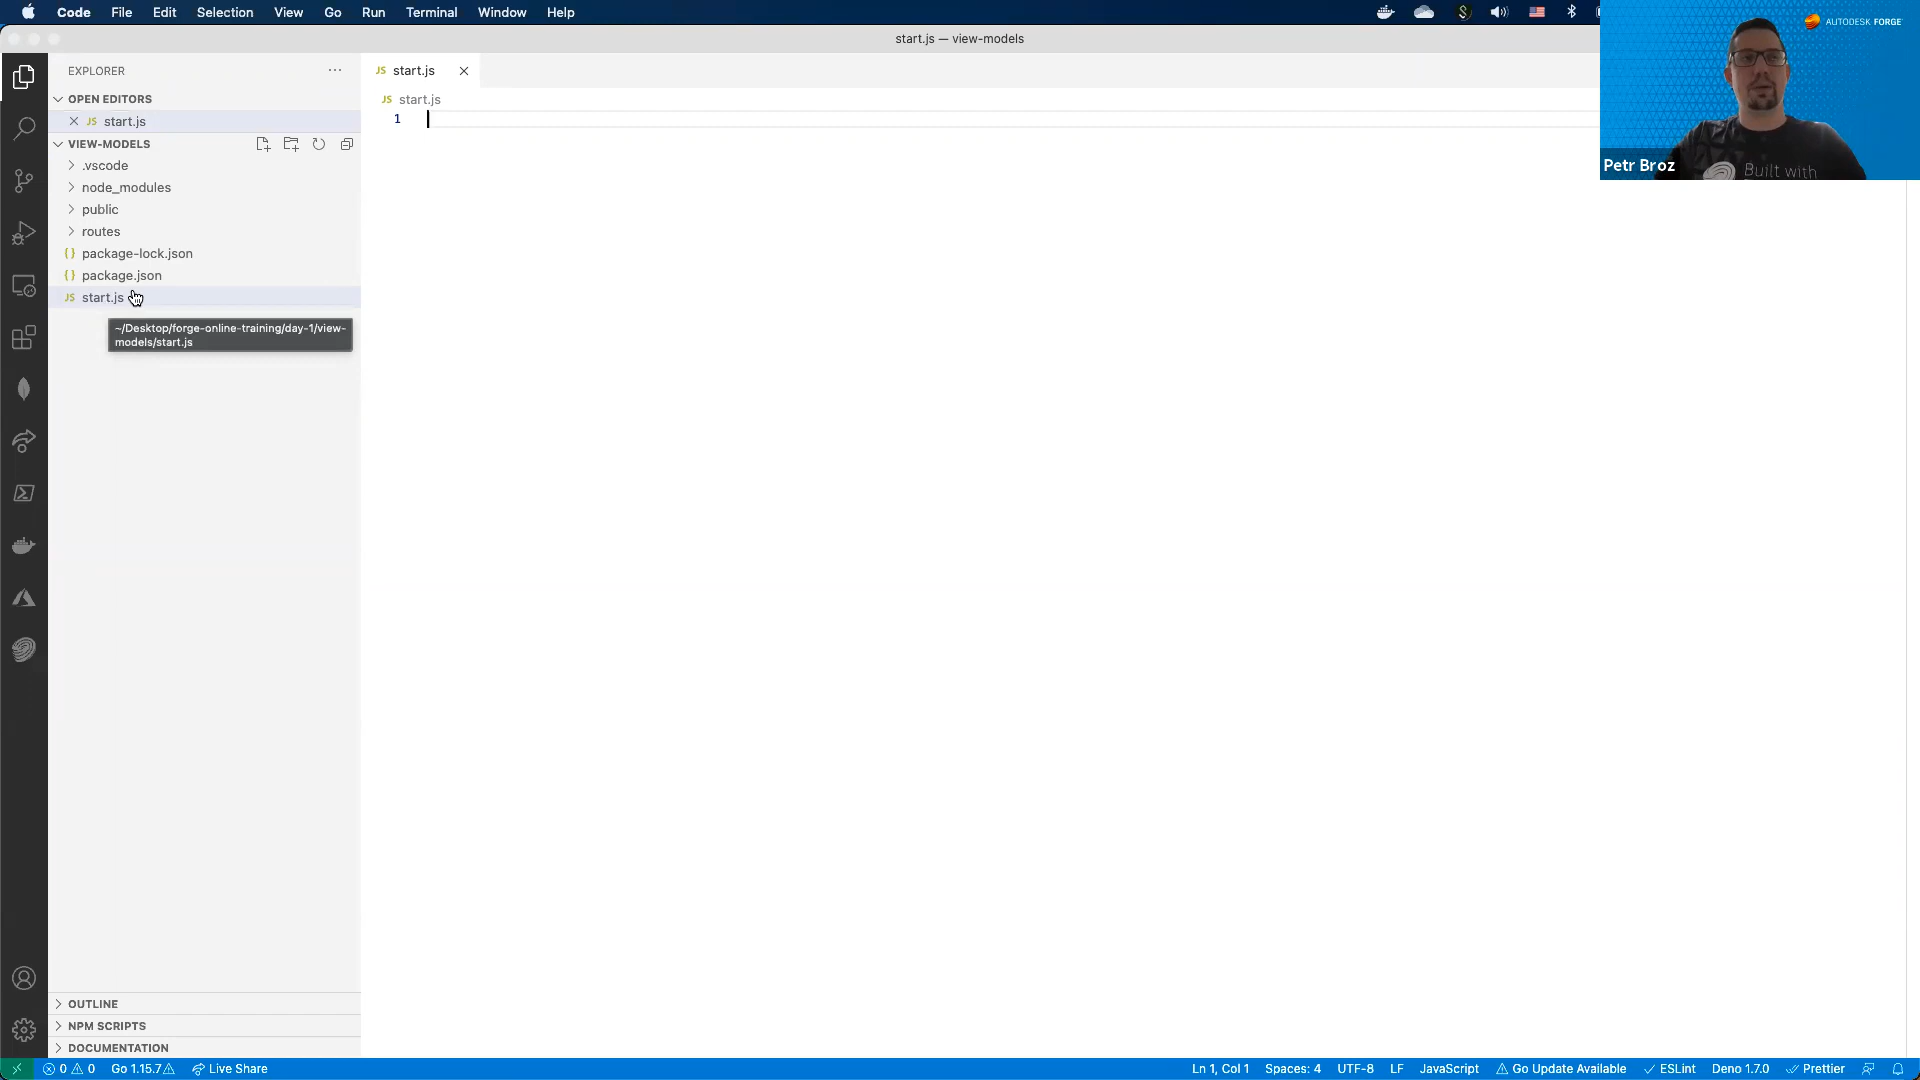 Code File Edit Selection View Go Run Terminal Window Help
start.js — view-models
AUTODESK FORGE
EXPLORER
JS start.js
OPEN EDITORS
JS start.js
JS start.js
1
VIEW-MODELS
.vscode
node_modules
public
routes
{} package-lock.json
{} package.json
JS start.js
~/Desktop/forge-online-training/day-1/view-
models/start.js
Petr Broz
Built with
OUTLINE
NPM SCRIPTS
DOCUMENTATION
0 0 Go 1.15.7 Live Share Ln 1, Col 1 Spaces: 4 UTF-8 LF JavaScript Go Update Available ESLint Deno 1.7.0 Prettier